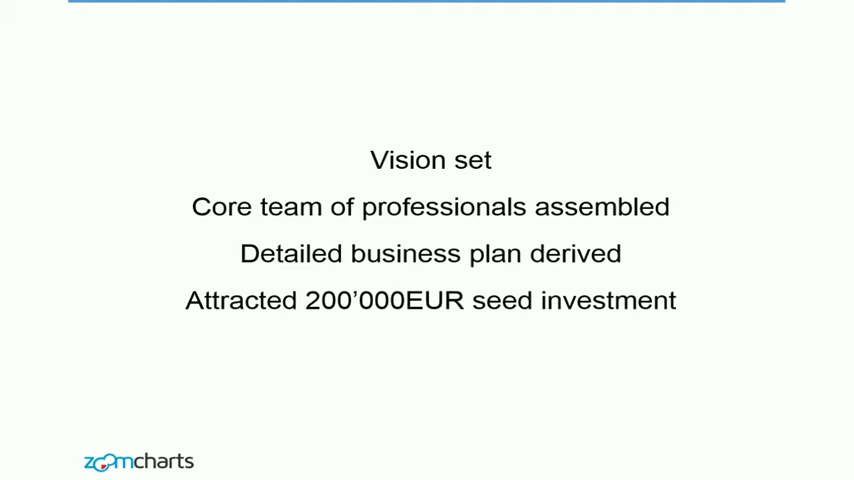 Vision set
Core team of professionals assembled
Detailed business plan derived
Attracted 200’000EUR seed investment
zoomcharts